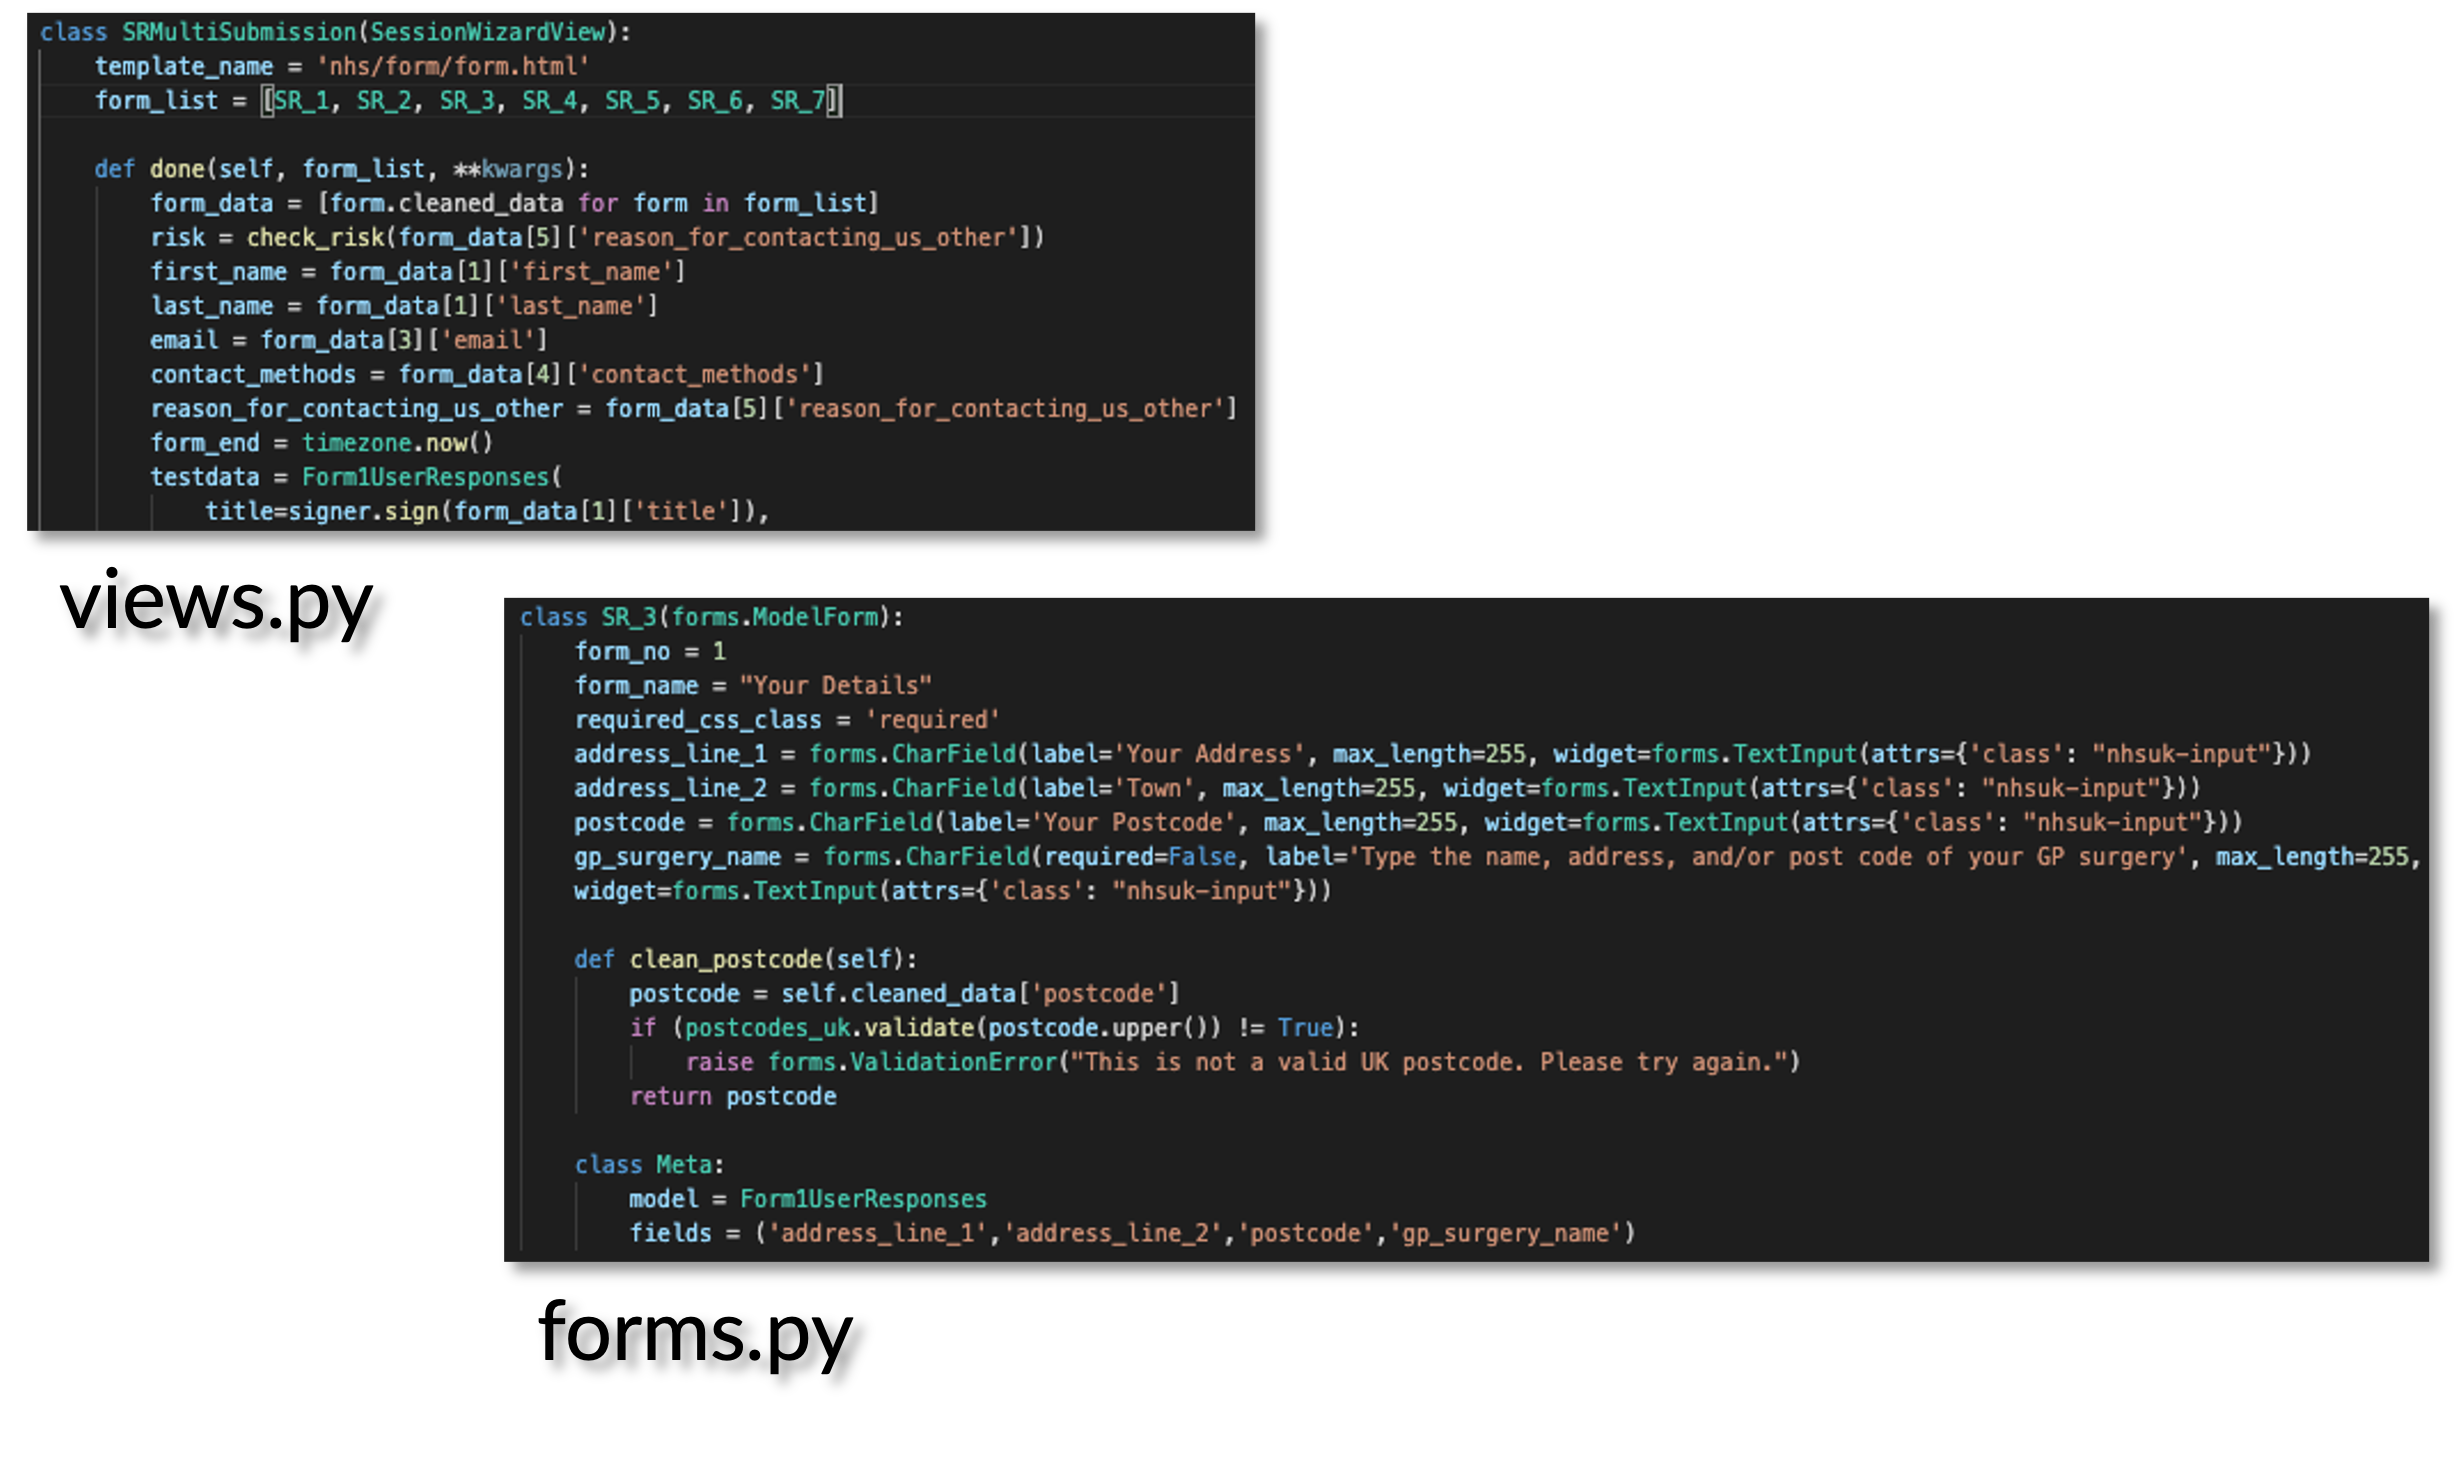 class SRMultiSubmission(SessionWizardView):
    template_name = 'nhs/form/form.html'
    form_list = [SR_1, SR_2, SR_3, SR_4, SR_5, SR_6, SR_7]
    def done(self, form_list, **kwargs):
        form_data = [form.cleaned_data for form in form_list]
        risk = check_risk(form_data[5]['reason_for_contacting_us_other'])
        first_name = form_data[1]['first_name']
        last_name = form_data[1]['last_name']
        email = form_data[3]['email']
        contact_methods = form_data[4]['contact_methods']
        reason_for_contacting_us_other = form_data[5]['reason_for_contacting_us_other']
        form_end = timezone.now()
        testdata = Form1UserResponses(
            title=signer.sign(form_data[1]['title']),
views.py
class SR_3(forms.ModelForm):
    form_no = 1
    form_name = "Your Details"
    required_css_class = 'required'
    address_line_1 = forms.CharField(label='Your Address', max_length=255, widget=forms.TextInput(attrs={'class': "nhsuk-input"}))
    address_line_2 = forms.CharField(label='Town', max_length=255, widget=forms.TextInput(attrs={'class': "nhsuk-input"}))
    postcode = forms.CharField(label='Your Postcode', max_length=255, widget=forms.TextInput(attrs={'class': "nhsuk-input"}))
    gp_surgery_name = forms.CharField(required=False, label='Type the name, address, and/or post code of your GP surgery', max_length=255,
    widget=forms.TextInput(attrs={'class': "nhsuk-input"}))
    def clean_postcode(self):
        postcode = self.cleaned_data['postcode']
        if (postcodes_uk.validate(postcode.upper()) != True):
            raise forms.ValidationError("This is not a valid UK postcode. Please try again.")
        return postcode
    class Meta:
        model = Form1UserResponses
        fields = ('address_line_1','address_line_2','postcode','gp_surgery_name')
forms.py